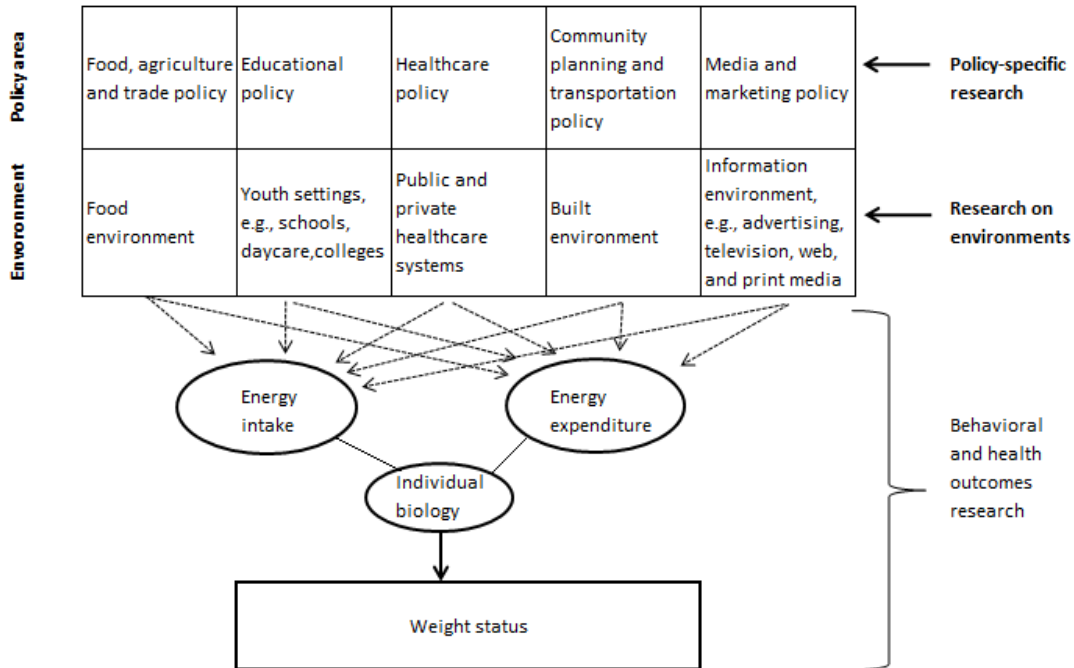 Policy area
Food, agriculture
and trade policy
Educational
policy
Healthcare
policy
Community
planning and
transportation
policy
Media and
marketing policy
Policy-specific
research
Envoronment
Food
environment
Youth settings,
e.g., schools,
daycare,colleges
Public and
private
healthcare
systems
Built
environment
Information
environment,
e.g., advertising,
television, web,
and print media
Research on
environments
Energy
intake
Energy
expenditure
Individual
biology
Weight status
Behavioral
and health
outcomes
research